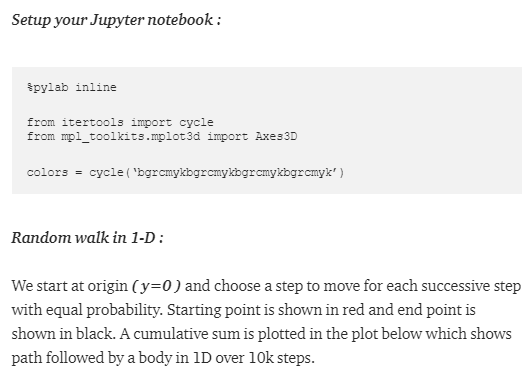 Setup your Jupyter notebook :
%pylab inline
from itertools import cycle
from mpl_toolkits.mplot3d import Axes3D
colors = cycle(‘bgrcmykbgrcmykbgrcmykbgrcmyk’)
Random walk in 1-D :
We start at origin ( y=0 ) and choose a step to move for each successive step
with equal probability. Starting point is shown in red and end point is
shown in black. A cumulative sum is plotted in the plot below which shows
path followed by a body in 1D over 10k steps.